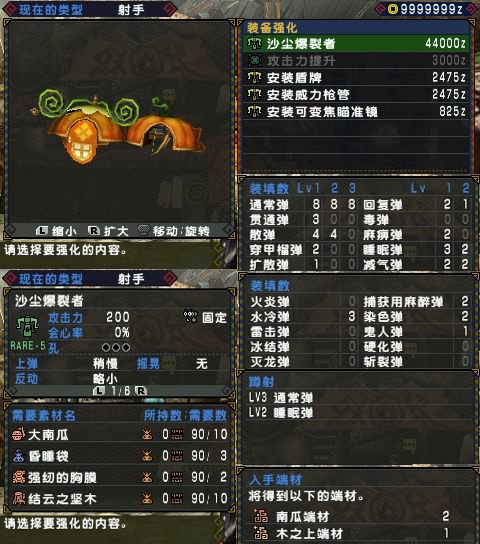 现在的类型 射手
9999999z
装备强化
沙尘爆裂者 44000z
攻击力提升 3000z
安装盾牌 2475z
安装威力枪管 2475z
安装可变焦瞄准镜 825z
L 缩小 R 扩大 移动/旋转
请选择要强化的内容。
装填数 Lv1 2 3 Lv 1 2
通常弹 8 8 8 回复弹 2 1
贯通弹 3 0 0 毒弹 0 0
散弹 4 4 0 麻痹弹 2 0
穿甲榴弹 2 0 0 睡眠弹 3 2
扩散弹 1 0 0 减气弹 2 2
现在的类型 射手
沙尘爆裂者
攻击力 200 固定
会心率 0%
RARE-5 孔
上弹 稍慢 摇晃 无
反动 略小
L 1/6 R
需要素材名 所持数 需要数
大南瓜 0 90/10
昏睡袋 0 90/ 3
强韧的胸膜 0 90/ 2
结云之坚木 0 90/10
请选择要强化的内容。
装填数
火炎弹 0 捕获用麻醉弹 2
水冷弹 3 染色弹 2
雷击弹 0 鬼人弹 1
冰结弹 0 硬化弹 0
灭龙弹 0 斩裂弹 0
蹲射
LV3 通常弹
LV2 睡眠弹
入手端材
将得到以下的端材。
南瓜端材 2
木之上端材 1